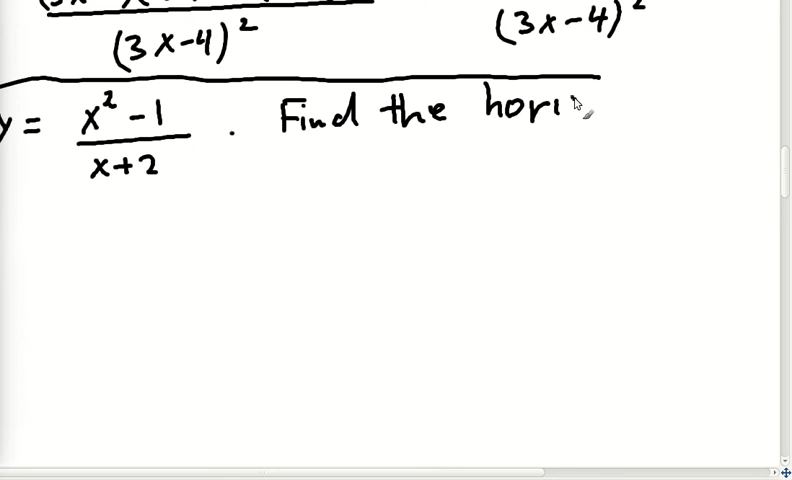 (3x-4)² (3x-4)²
y = x² - 1 / x+2 . Find the hori